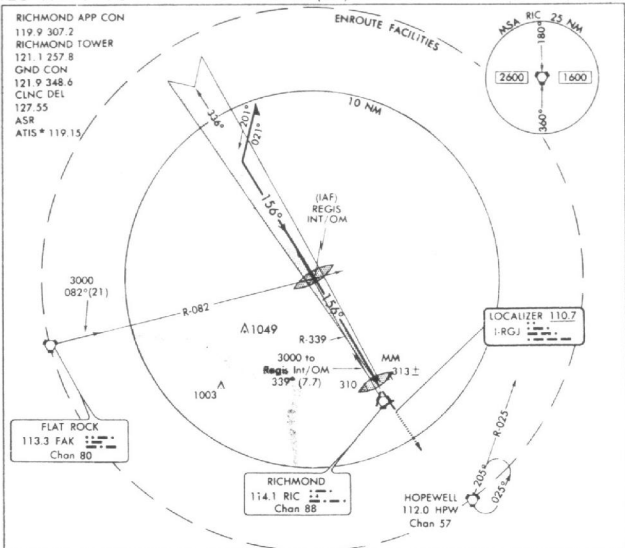 RICHMOND APP CON
119.9 307.2
RICHMOND TOWER
121.1 257.8
GND CON
121.9 348.6
CLNC DEL
127.55
ASR
ATIS* 119.15
ENROUTE FACILITIES
MSA RIC 25 NM
180°
2600
1600
360°
10 NM
336°
201°
021°
156°
(IAF)
REGIS
INT/OM
3000
082°(21)
R-082
156°
1049
R-339
3000 to
Regis Int/OM
339° (7.7)
MM
313±
310
1003
LOCALIZER 110.7
I-RGJ
FLAT ROCK
113.3 FAK
Chan 80
RICHMOND
114.1 RIC
Chan 88
R-025
205°
025°
HOPEWELL
112.0 HPW
Chan 57